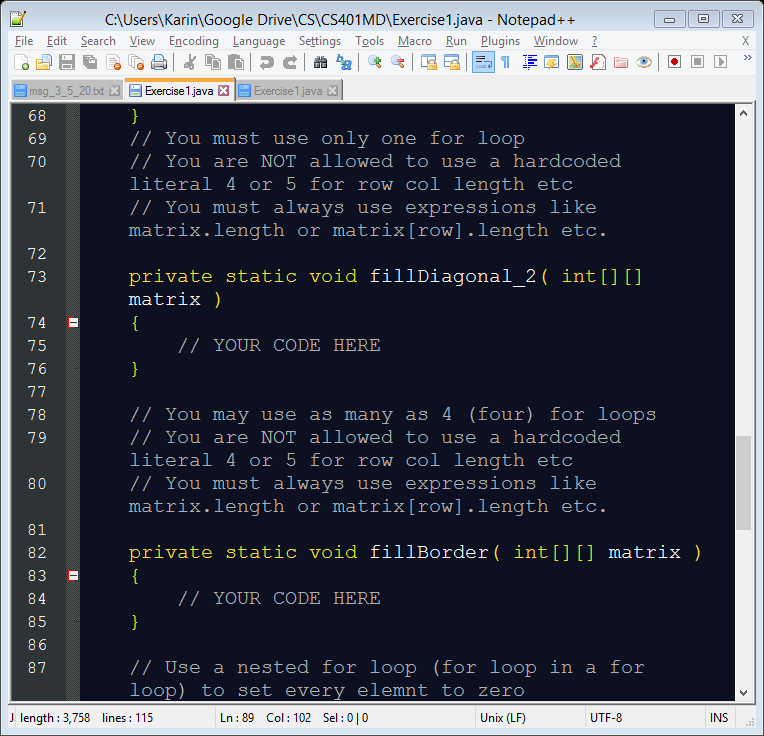 C:\Users\Karin\Google Drive\CS\CS401MD\Exercise1.java - Notepad++
File Edit Search View Encoding Language Settings Tools Macro Run Plugins Window ? X
msg_3_5_20.txt Exercise1.java Exercise1.java
68 }
69 // You must use only one for loop
70 // You are NOT allowed to use a hardcoded
literal 4 or 5 for row col length etc
71 // You must always use expressions like
matrix.length or matrix[row].length etc.
72
73 private static void fillDiagonal_2( int[][]
matrix )
74 {
75 // YOUR CODE HERE
76 }
77
78 // You may use as many as 4 (four) for loops
79 // You are NOT allowed to use a hardcoded
literal 4 or 5 for row col length etc
80 // You must always use expressions like
matrix.length or matrix[row].length etc.
81
82 private static void fillBorder( int[][] matrix )
83 {
84 // YOUR CODE HERE
85 }
86
87 // Use a nested for loop (for loop in a for
loop) to set every elemnt to zero
J length : 3,758 lines : 115 Ln : 89 Col : 102 Sel : 0 | 0 Unix (LF) UTF-8 INS